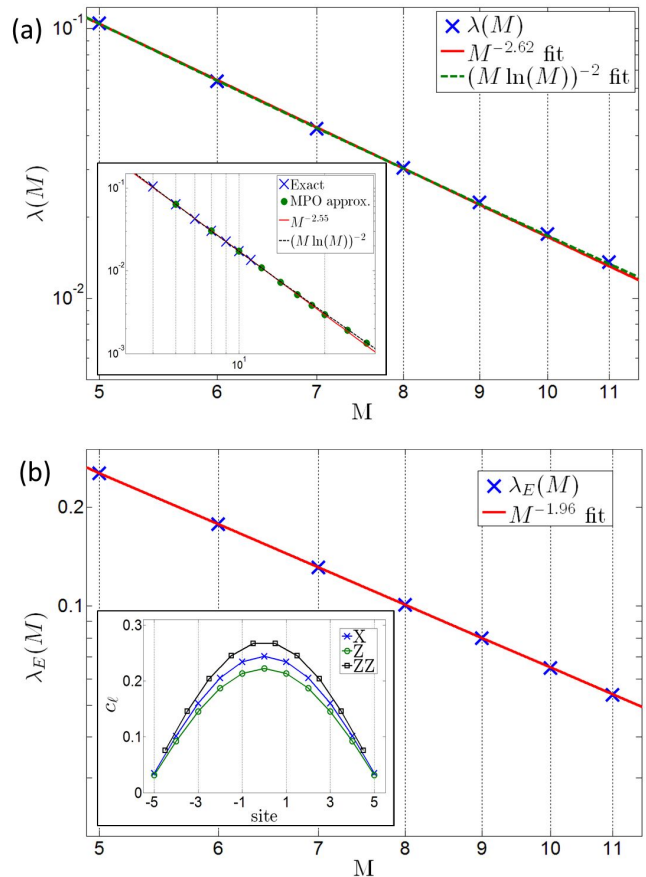 (a)
10^{-1}
λ(M)
M^{-2.62} fit
(M ln(M))^{-2} fit
λ(M)
10^{-1}
10^{-2}
10^{-3}
Exact
MPO approx.
M^{-2.55}
(M ln(M))^{-2}
10^{1}
10^{-2}
5 6 7 8 9 10 11
M
(b)
0.2
λ_E(M)
M^{-1.96} fit
0.1
λ_E(M)
0.3
0.2
0.1
0
c_ℓ
X
Z
ZZ
-5 -3 -1 1 3 5
site
5 6 7 8 9 10 11
M